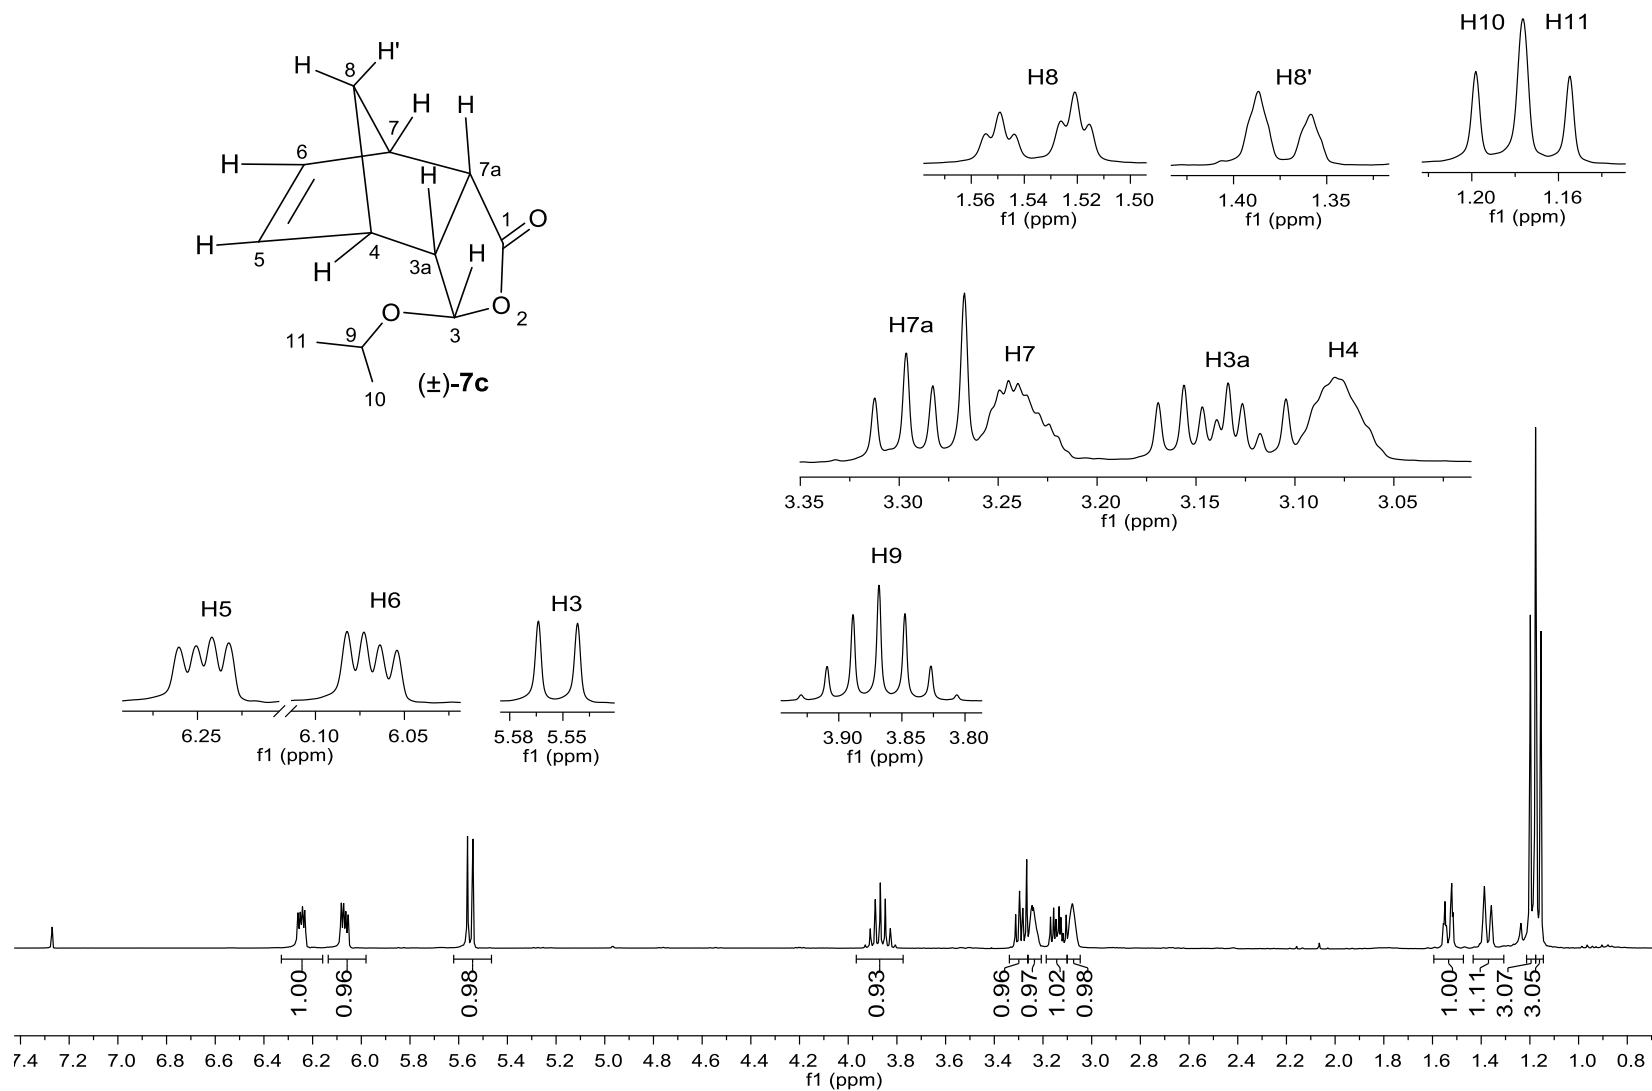 H H'
8
H H
7
H 6
H 7a
1 O
H
H 5
4
H 3a
O O
3 2
11 9
10
(±)-7c
H8
1.56 1.54 1.52 1.50
f1 (ppm)
H8'
1.40 1.35
f1 (ppm)
H10 H11
1.20 1.16
f1 (ppm)
H7a H7 H3a H4
3.35 3.30 3.25 3.20 3.15 3.10 3.05
f1 (ppm)
H5 H6
6.25 6.10 6.05
f1 (ppm)
H3
5.58 5.55
f1 (ppm)
H9
3.90 3.85 3.80
f1 (ppm)
1.00 0.96 0.98 0.93 0.96 0.97 1.02 0.98 1.00 1.11 3.07 3.05
7.4 7.2 7.0 6.8 6.6 6.4 6.2 6.0 5.8 5.6 5.4 5.2 5.0 4.8 4.6 4.4 4.2 4.0 3.8 3.6 3.4 3.2 3.0 2.8 2.6 2.4 2.2 2.0 1.8 1.6 1.4 1.2 1.0 0.8
f1 (ppm)